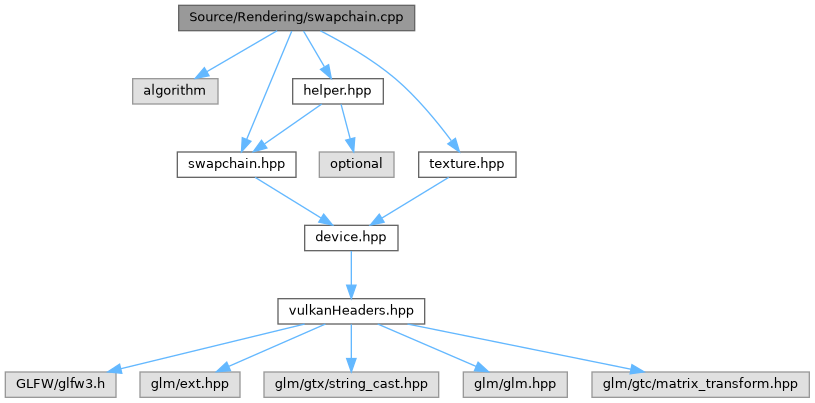 Source/Rendering/swapchain.cpp
algorithm
helper.hpp
swapchain.hpp
optional
texture.hpp
device.hpp
vulkanHeaders.hpp
GLFW/glfw3.h
glm/ext.hpp
glm/gtx/string_cast.hpp
glm/glm.hpp
glm/gtc/matrix_transform.hpp